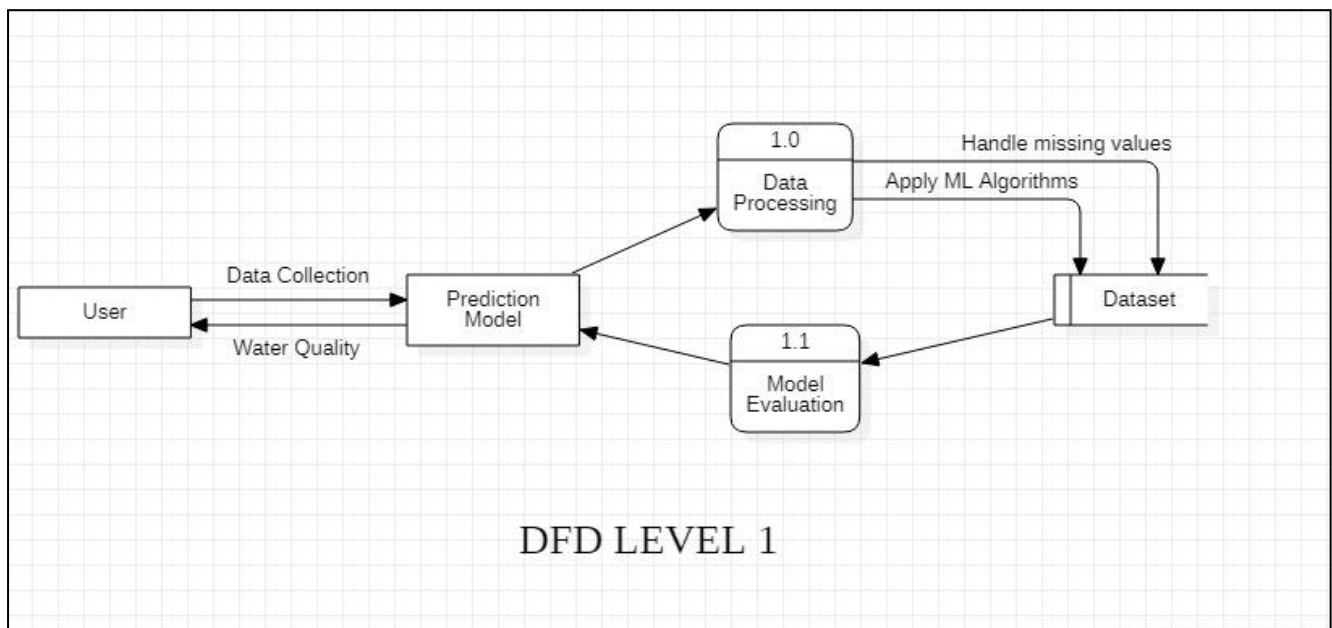 1.0
Data
Processing
Handle missing values
Apply ML Algorithms
User
Data Collection
Water Quality
Prediction
Model
Dataset
1.1
Model
Evaluation
DFD LEVEL 1